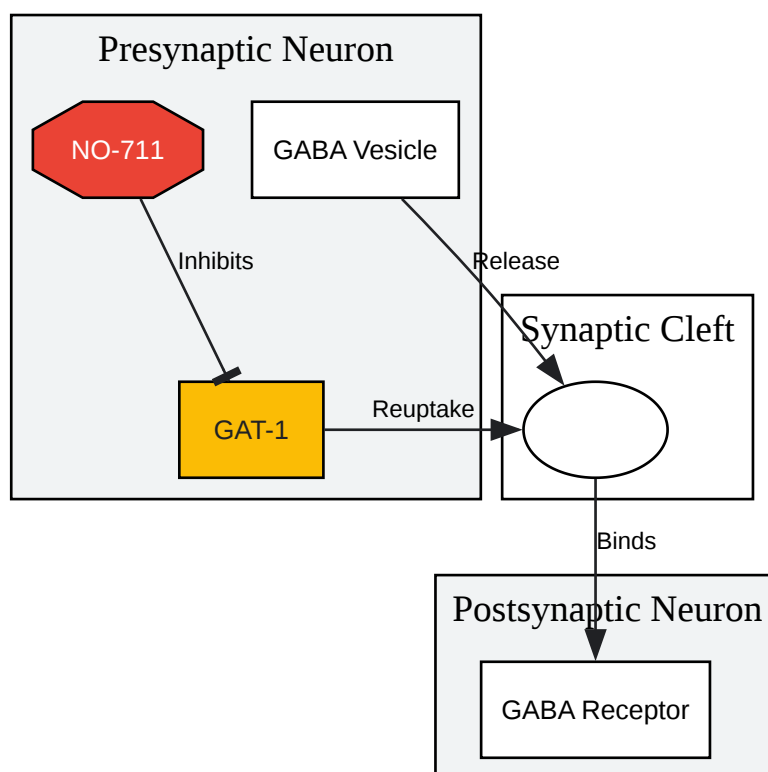 Presynaptic Neuron
NO-711
GABA Vesicle
Inhibits
Release
Synaptic Cleft
GAT-1
Reuptake
Binds
Postsynaptic Neuron
GABA Receptor